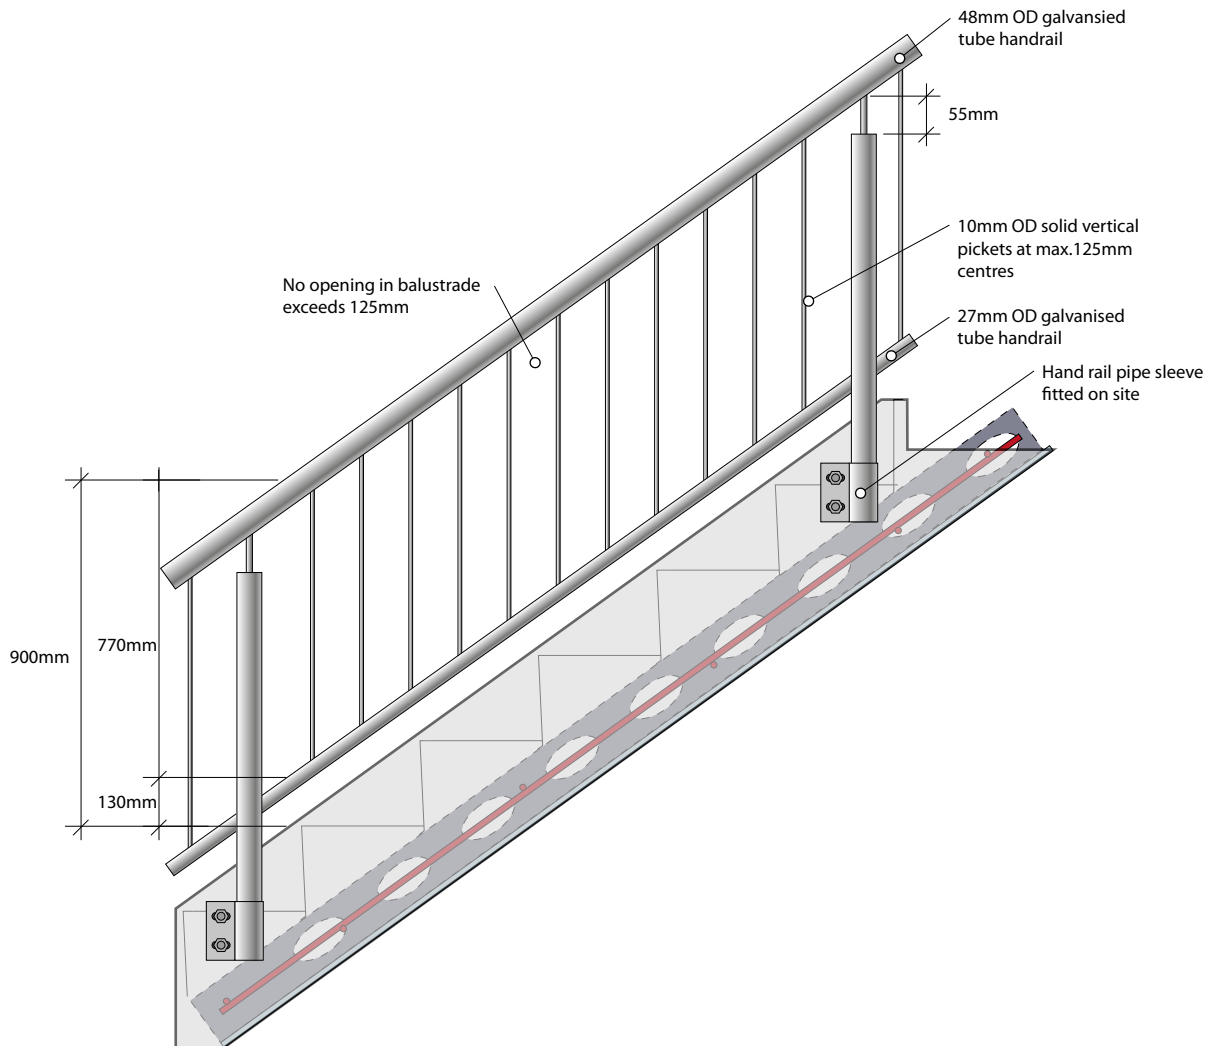 48mm OD galvansied
tube handrail
55mm
10mm OD solid vertical
pickets at max.125mm
centres
No opening in balustrade
exceeds 125mm
27mm OD galvanised
tube handrail
Hand rail pipe sleeve
fitted on site
770mm
900mm
130mm